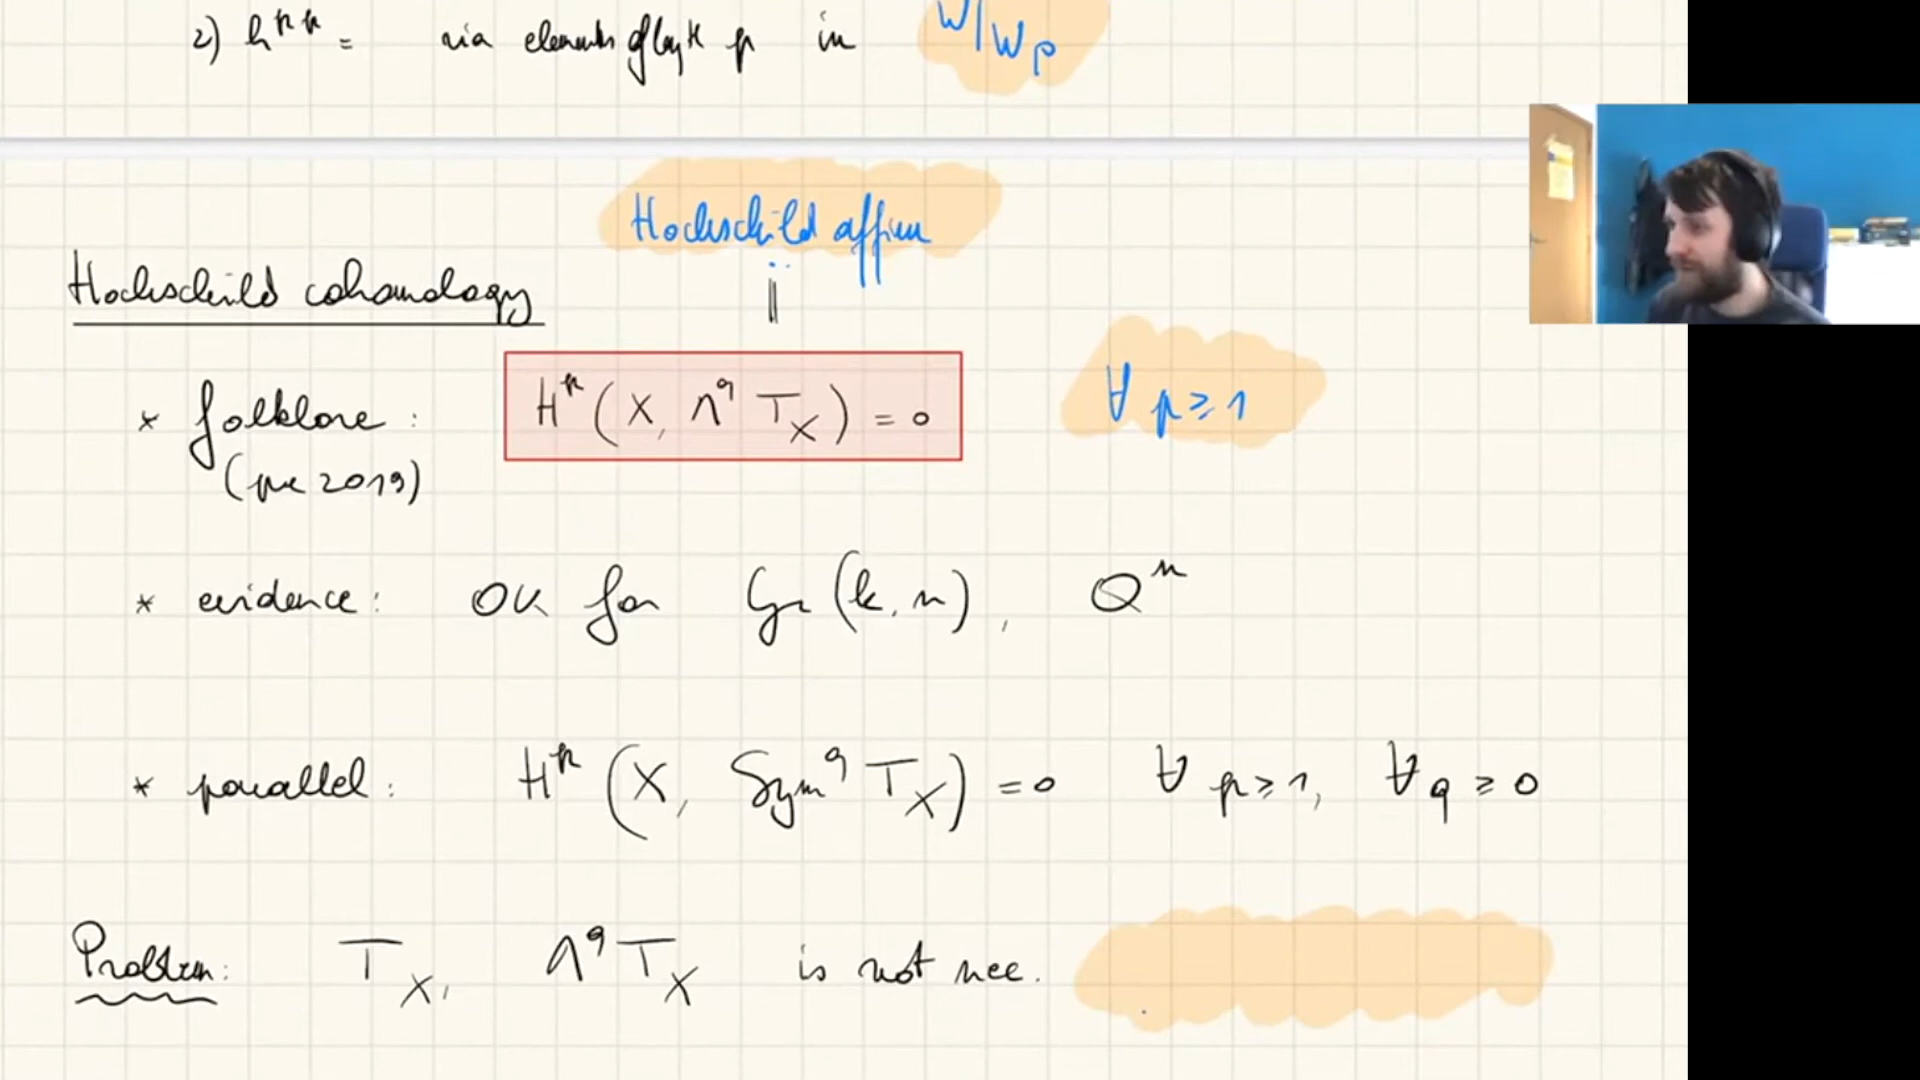 2) h^{p,p} = via elements of length p in W/W_P
Hochschild affine
Hochschild cohomology
* folklore : H^p(X, Λ^q T_X) = 0 ∀ p ≥ 1
(pre 2019)
* evidence: OK for Gr(k, n), Q^n
* parallel: H^p(X, Sym^q T_X) = 0 ∀ p ≥ 1, ∀ q ≥ 0
Problem: T_X, Λ^q T_X is not nec.